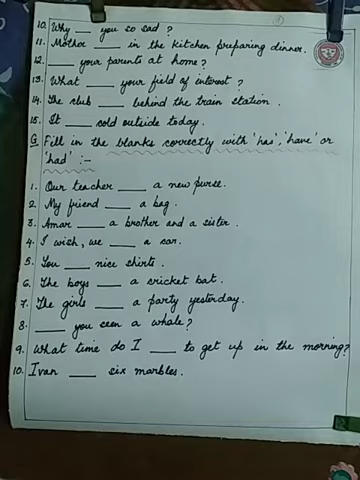 10. Why ___ you so sad ?
11. Mother ___ in the kitchen preparing dinner.
12. ___ your parents at home?
13. What ___ your field of interest ?
14. The club ___ behind the train station.
15. It ___ cold outside today.
G Fill in the blanks correctly with 'has', 'have' or
'had' :-
1. Our teacher ___ a new purse.
2. My friend ___ a bag.
3. Amar ___ a brother and a sister.
4. I wish, we ___ a car.
5. You ___ nice shirts.
6. The boys ___ a cricket bat.
7. The girls ___ a party yesterday.
8. ___ you seen a whale?
9. What time do I ___ to get up in the morning?
10. Ivan ___ six marbles.